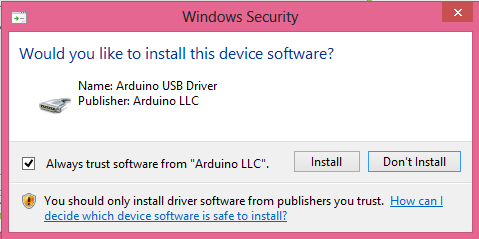 Windows Security
Would you like to install this device software?
Name: Arduino USB Driver
Publisher: Arduino LLC
Always trust software from "Arduino LLC".
Install
Don't Install
You should only install driver software from publishers you trust. How can I
decide which device software is safe to install?